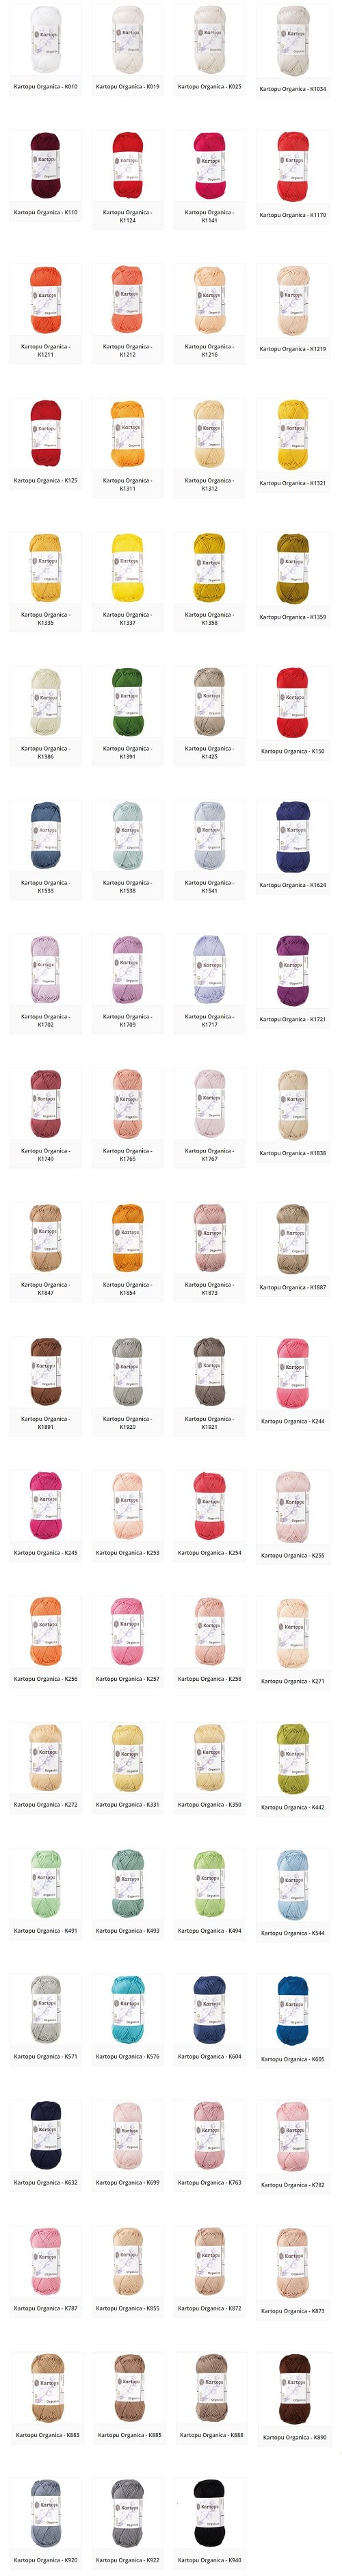 Kartopu Organica - K010
Kartopu Organica - K019
Kartopu Organica - K025
Kartopu Organica - K1034
Kartopu Organica - K110
Kartopu Organica -
K1124
Kartopu Organica -
K1141
Kartopu Organica - K1170
Kartopu Organica -
K1211
Kartopu Organica -
K1212
Kartopu Organica -
K1216
Kartopu Organica - K1219
Kartopu Organica - K125
Kartopu Organica -
K1311
Kartopu Organica -
K1312
Kartopu Organica - K1321
Kartopu Organica -
K1335
Kartopu Organica -
K1337
Kartopu Organica -
K1358
Kartopu Organica - K1359
Kartopu Organica -
K1386
Kartopu Organica -
K1391
Kartopu Organica -
K1425
Kartopu Organica - K150
Kartopu Organica -
K1533
Kartopu Organica -
K1538
Kartopu Organica -
K1541
Kartopu Organica - K1624
Kartopu Organica -
K1702
Kartopu Organica -
K1709
Kartopu Organica -
K1717
Kartopu Organica - K1721
Kartopu Organica -
K1749
Kartopu Organica -
K1765
Kartopu Organica -
K1767
Kartopu Organica - K1838
Kartopu Organica -
K1847
Kartopu Organica -
K1854
Kartopu Organica -
K1873
Kartopu Organica - K1887
Kartopu Organica -
K1891
Kartopu Organica -
K1920
Kartopu Organica -
K1921
Kartopu Organica - K244
Kartopu Organica - K245
Kartopu Organica - K253
Kartopu Organica - K254
Kartopu Organica - K255
Kartopu Organica - K256
Kartopu Organica - K257
Kartopu Organica - K258
Kartopu Organica - K271
Kartopu Organica - K272
Kartopu Organica - K331
Kartopu Organica - K350
Kartopu Organica - K442
Kartopu Organica - K491
Kartopu Organica - K493
Kartopu Organica - K494
Kartopu Organica - K544
Kartopu Organica - K571
Kartopu Organica - K576
Kartopu Organica - K604
Kartopu Organica - K605
Kartopu Organica - K632
Kartopu Organica - K699
Kartopu Organica - K763
Kartopu Organica - K782
Kartopu Organica - K787
Kartopu Organica - K855
Kartopu Organica - K872
Kartopu Organica - K873
Kartopu Organica - K883
Kartopu Organica - K885
Kartopu Organica - K888
Kartopu Organica - K890
Kartopu Organica - K920
Kartopu Organica - K922
Kartopu Organica - K940